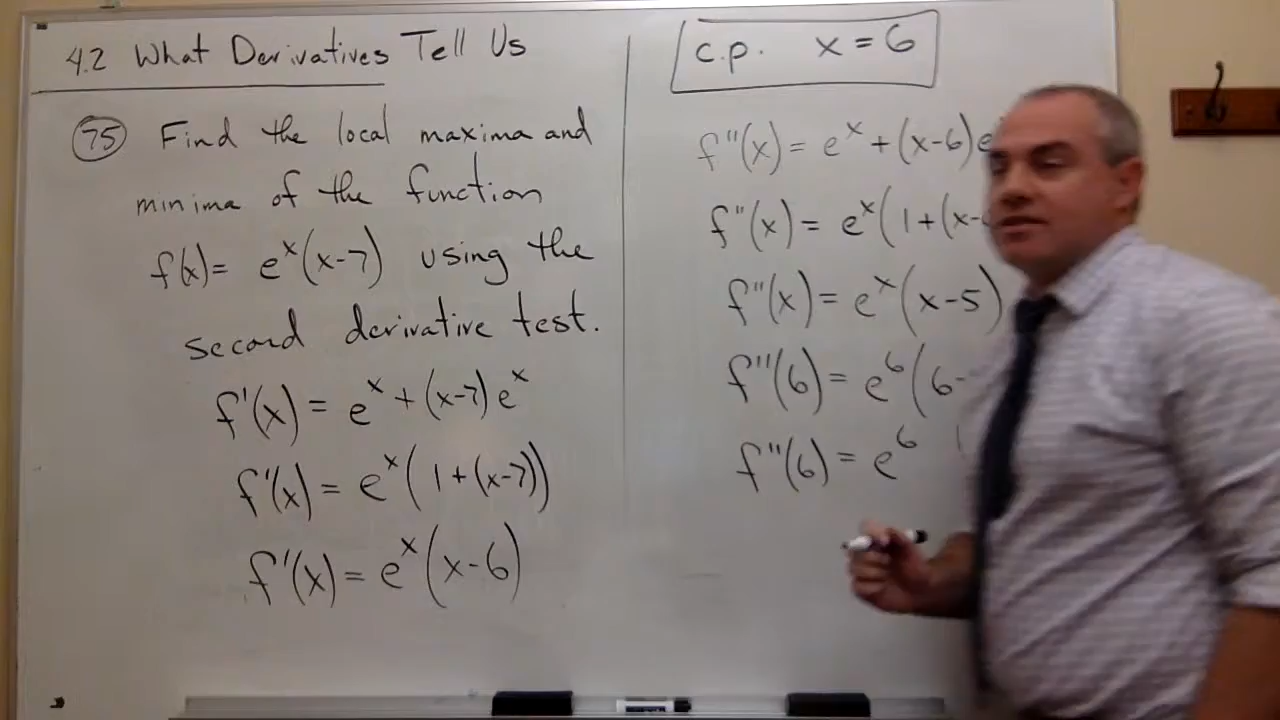 4.2 What Derivatives Tell Us
75 Find the local maxima and
minima of the function
f(x)= e^x(x-7) using the
second derivative test.
f'(x) = e^x + (x-7)e^x
f'(x) = e^x(1+(x-7))
f'(x) = e^x(x-6)
c.p. x = 6
f''(x) = e^x + (x-6)e
f''(x) = e^x(1+(x-
f''(x) = e^x(x-5)
f''(6) = e^6(6-
f''(6) = e^6